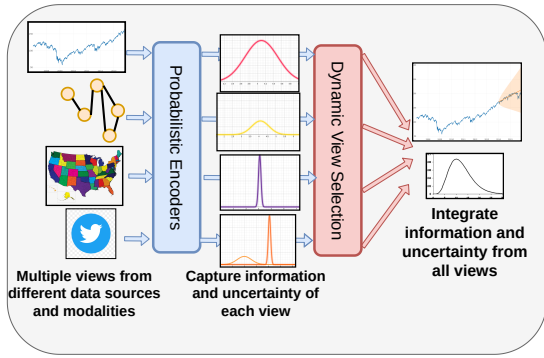 Probabilistic Encoders
Dynamic View Selection
Multiple views from
different data sources
and modalities
Capture information
and uncertainty of
each view
Integrate
information and
uncertainty from
all views